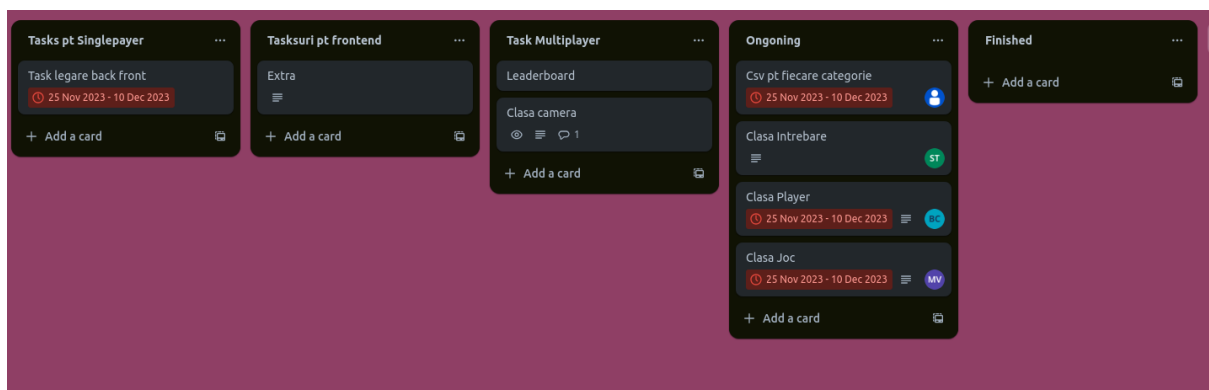 Tasks pt Singlepayer
Task legare back front
25 Nov 2023 - 10 Dec 2023
+ Add a card
Tasksuri pt frontend
Extra
+ Add a card
Task Multiplayer
Leaderboard
Clasa camera
1
+ Add a card
Ongoning
Csv pt fiecare categorie
25 Nov 2023 - 10 Dec 2023
Clasa Intrebare
ST
Clasa Player
25 Nov 2023 - 10 Dec 2023
BC
Clasa Joc
25 Nov 2023 - 10 Dec 2023
MV
+ Add a card
Finished
+ Add a card